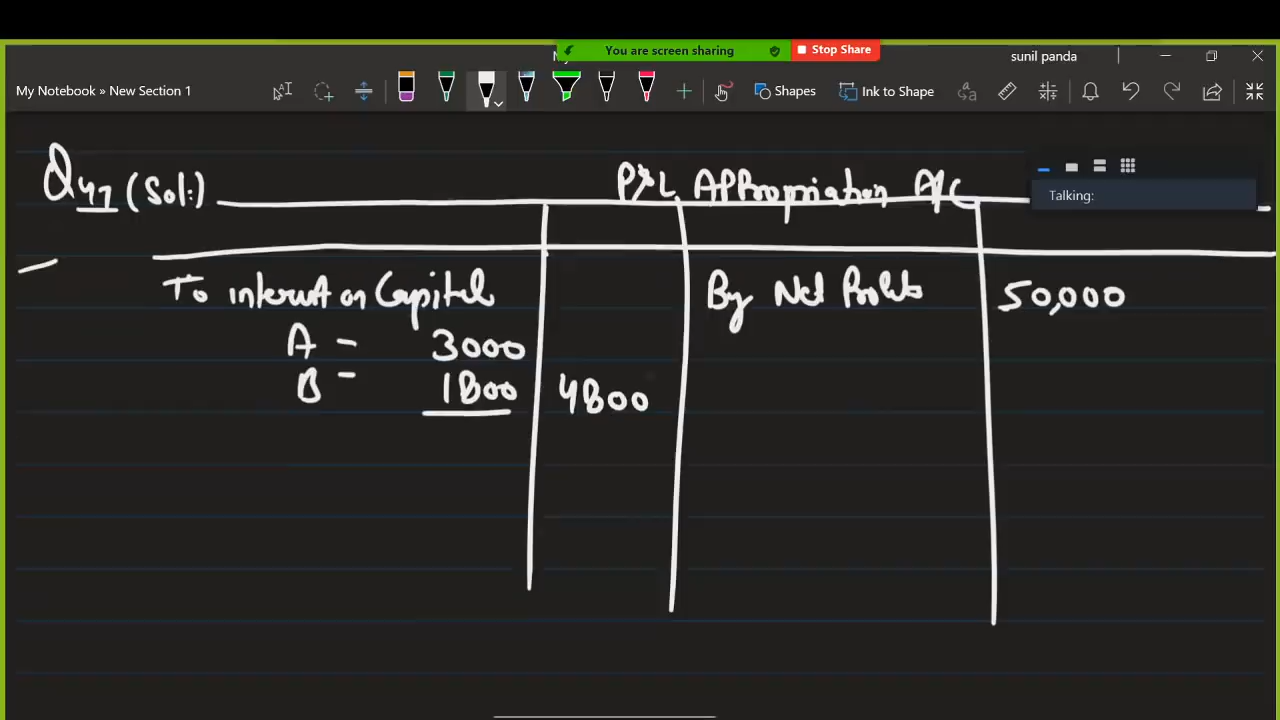 You are screen sharing
Stop Share
sunil panda
My Notebook » New Section 1
Shapes
Ink to Shape
Q47 (Sol:)
P&L Appropriation A/C
Talking:
To interest on Capital
By Net Profits 50,000
A = 3000
B = 1800 4800